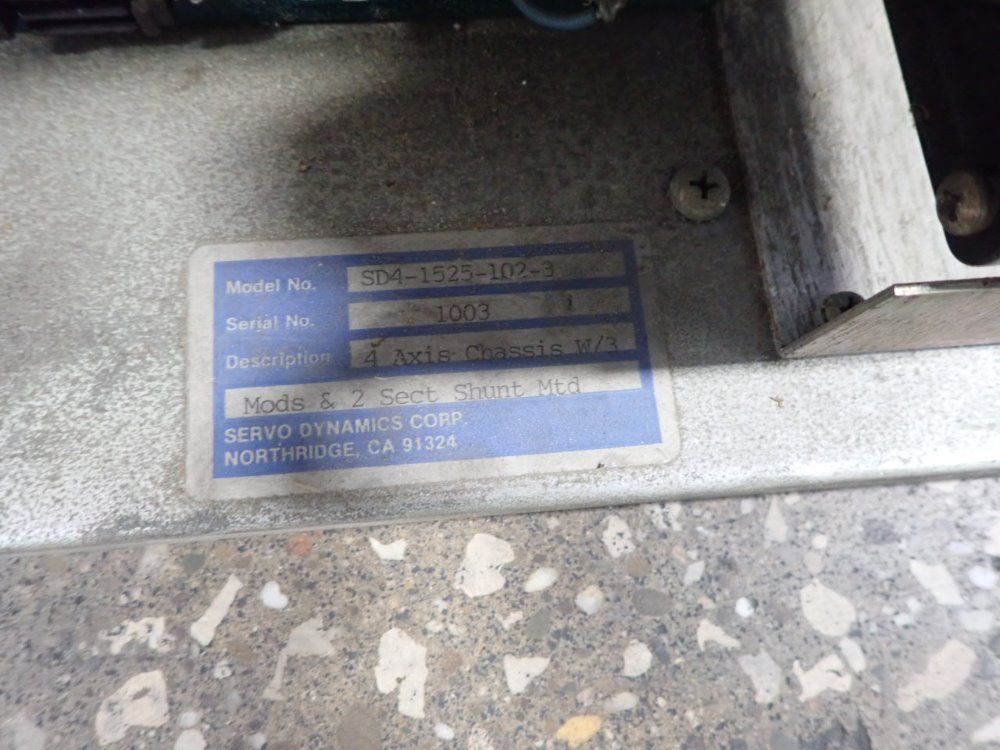 Model No. SD4-1525-102-3
Serial No. 1003
Description 4 Axis Chassis W/3
Mods & 2 Sect Shunt Mtd
SERVO DYNAMICS CORP.
NORTHRIDGE, CA 91324